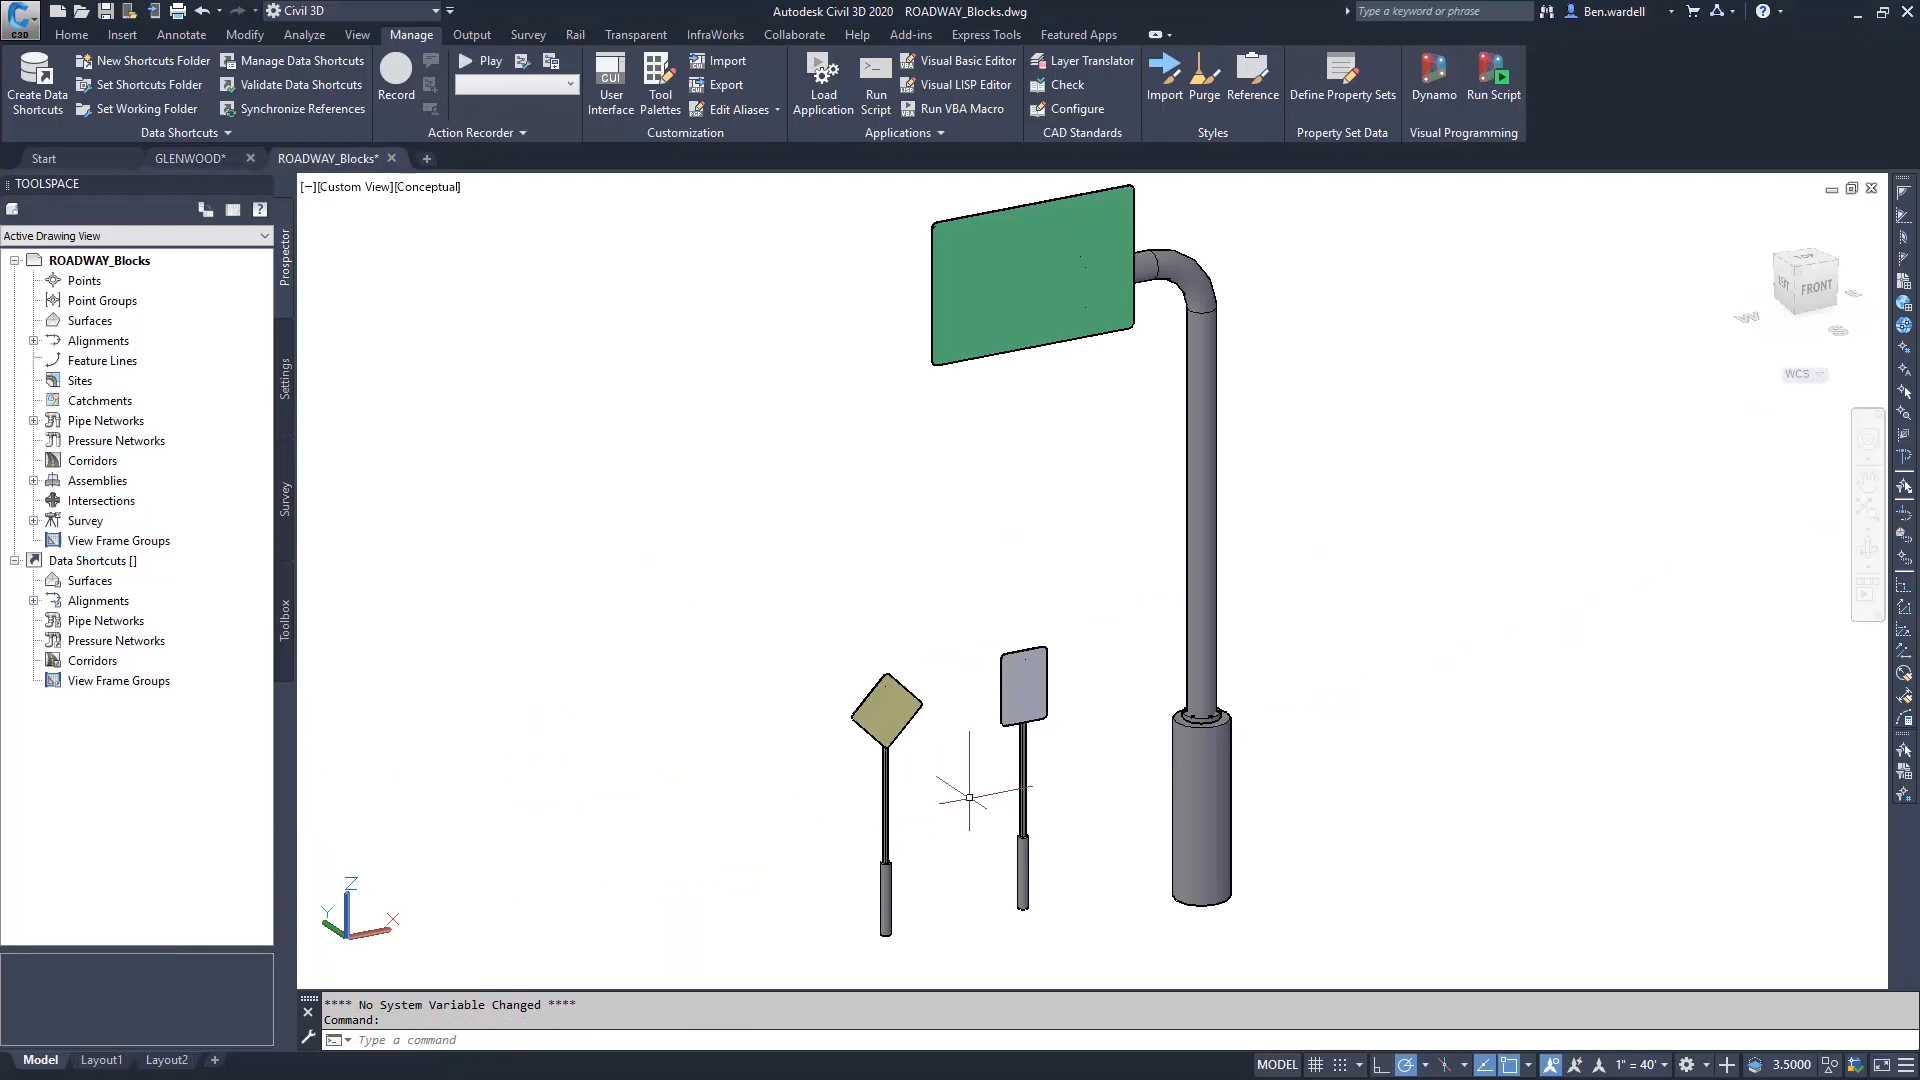 Civil 3D
Autodesk Civil 3D 2020 ROADWAY_Blocks.dwg
Type a keyword or phrase
Ben.wardell
C3D
Home Insert Annotate Modify Analyze View Manage Output Survey Rail Transparent InfraWorks Collaborate Help Add-ins Express Tools Featured Apps
Create Data Shortcuts
New Shortcuts Folder
Set Shortcuts Folder
Set Working Folder
Manage Data Shortcuts
Validate Data Shortcuts
Synchronize References
Data Shortcuts
Record
Play
Action Recorder
CUI
User Interface
Tool Palettes
Import
Export
Edit Aliases
Customization
Load Application
Run Script
Visual Basic Editor
Visual LISP Editor
Run VBA Macro
Applications
Layer Translator
Check
Configure
CAD Standards
Import
Purge
Reference
Styles
Define Property Sets
Property Set Data
Dynamo
Run Script
Visual Programming
Start GLENWOOD* ROADWAY_Blocks*
TOOLSPACE
Active Drawing View
ROADWAY_Blocks
Points
Point Groups
Surfaces
Alignments
Feature Lines
Sites
Catchments
Pipe Networks
Pressure Networks
Corridors
Assemblies
Intersections
Survey
View Frame Groups
Data Shortcuts []
Surfaces
Alignments
Pipe Networks
Pressure Networks
Corridors
View Frame Groups
Prospector
Settings
Survey
Toolbox
[−][Custom View][Conceptual]
TOP
LEFT
FRONT
W
S
WCS
Z
Y
X
**** No System Variable Changed ****
Command:
Type a command
Model Layout1 Layout2
MODEL 1" = 40' 3.5000